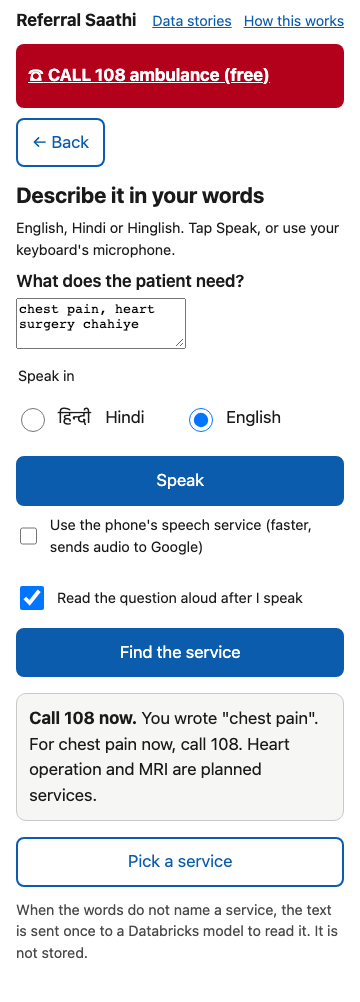 Referral Saathi Data stories How this works
☎ CALL 108 ambulance (free)
← Back
Describe it in your words
English, Hindi or Hinglish. Tap Speak, or use your
keyboard's microphone.
What does the patient need?
chest pain, heart
surgery chahiye
Speak in
हिन्दी Hindi English
Speak
Use the phone's speech service (faster,
sends audio to Google)
Read the question aloud after I speak
Find the service
Call 108 now. You wrote "chest pain".
For chest pain now, call 108. Heart
operation and MRI are planned
services.
Pick a service
When the words do not name a service, the text
is sent once to a Databricks model to read it. It is
not stored.